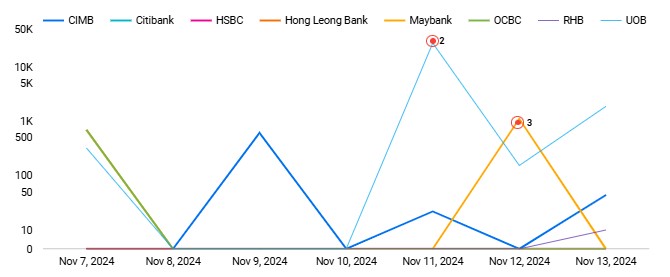 CIMB Citibank HSBC Hong Leong Bank Maybank OCBC RHB UOB
50K
10K
5K
1K
500
100
50
10
0
2
3
Nov 7, 2024 Nov 8, 2024 Nov 9, 2024 Nov 10, 2024 Nov 11, 2024 Nov 12, 2024 Nov 13, 2024